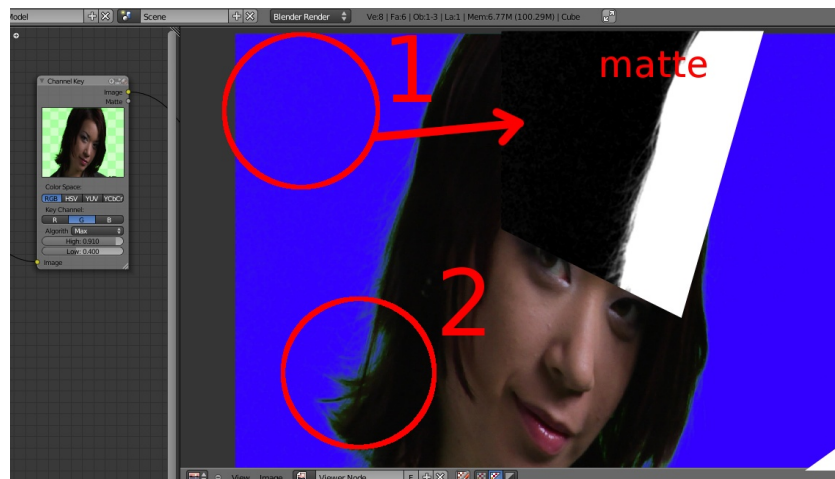 Model
Scene
Blender Render
Ve:8 | Fa:6 | Ob:1-3 | La:1 | Mem:6.77M (100.29M) | Cube
Channel Key
Image
Matte
Color Space:
RGB HSV YUV YCbCr
Key Channel:
R G B
Algorith Max
High: 0.910
Low: 0.400
Image
1
matte
2
View Image Viewer Node F